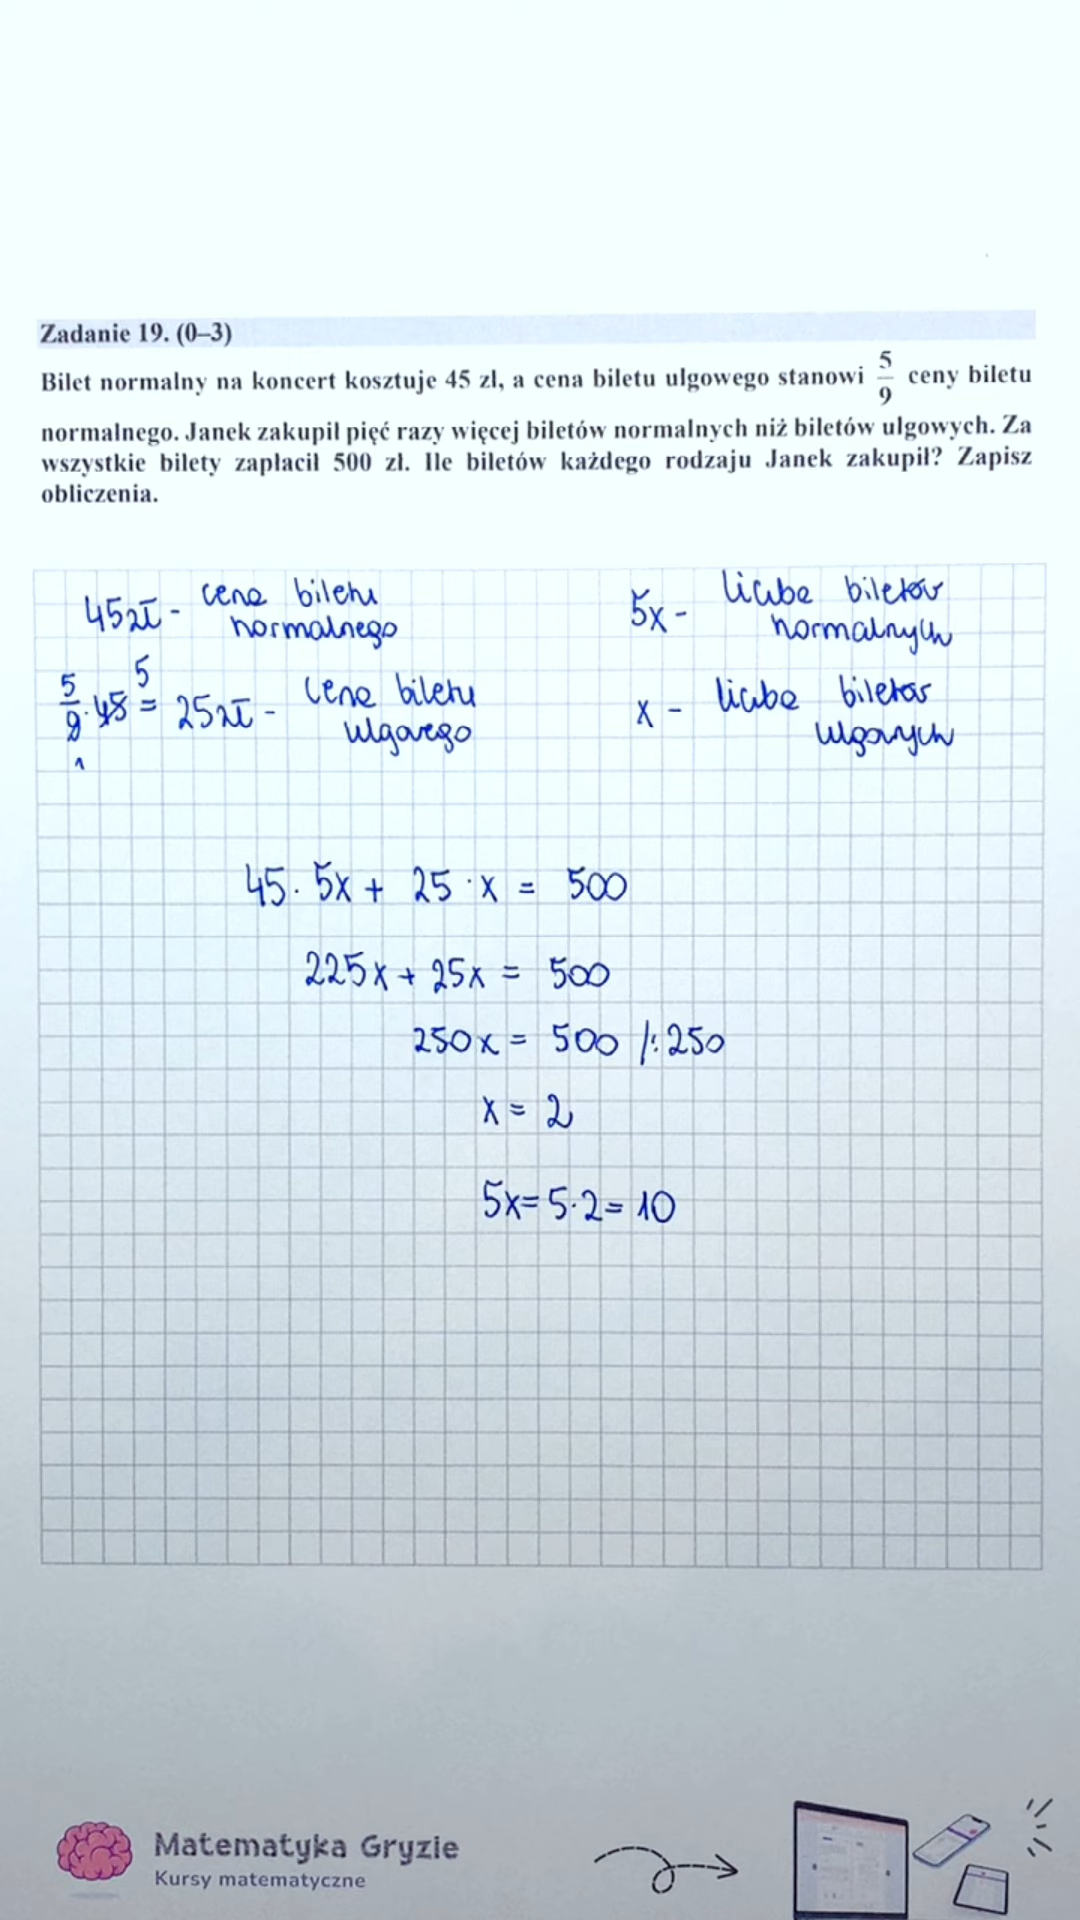 Zadanie 19. (0–3)
Bilet normalny na koncert kosztuje 45 zł, a cena biletu ulgowego stanowi 5/9 ceny biletu
normalnego. Janek zakupił pięć razy więcej biletów normalnych niż biletów ulgowych. Za
wszystkie bilety zapłacił 500 zł. Ile biletów każdego rodzaju Janek zakupił? Zapisz
obliczenia.
45zł - cena biletu
normalnego
5/9 · 45 5 = 25zł - cena biletu
1 ulgowego
5x - liczba biletów
normalnych
x - liczba biletów
ulgowych
45 · 5x + 25 · x = 500
225x + 25x = 500
250x = 500 /:250
x = 2
5x = 5·2 = 10
Matematyka Gryzie
Kursy matematyczne